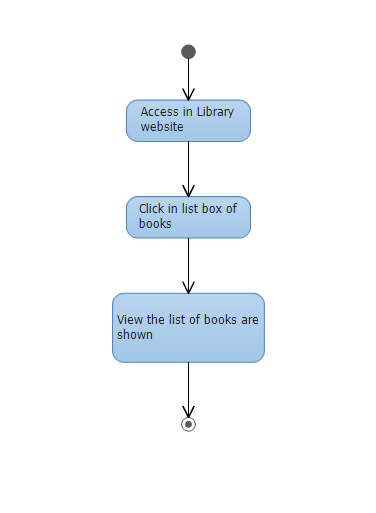 Access in Library
website
Click in list box of
books
View the list of books are
shown